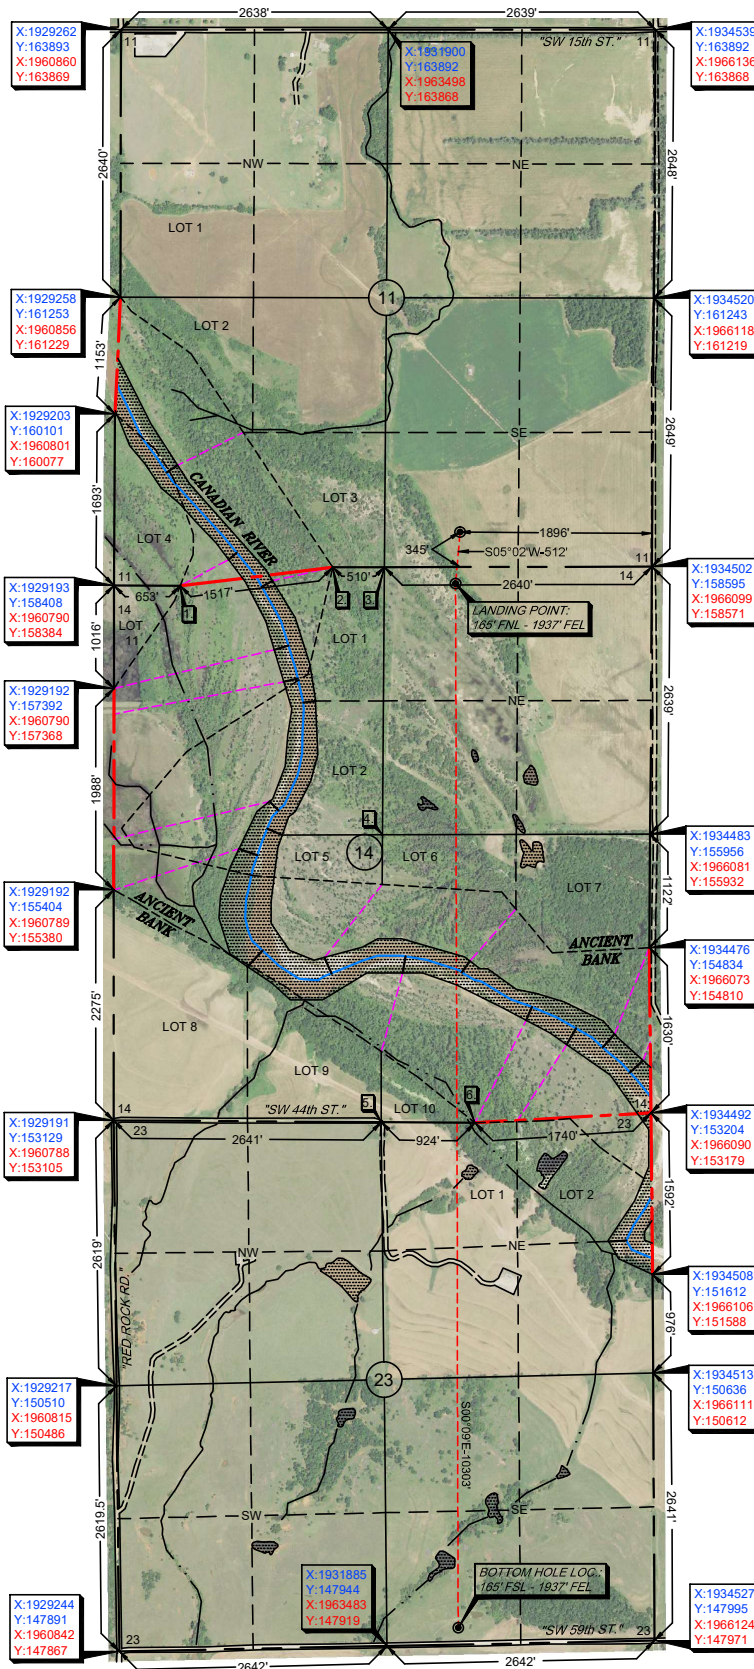 2638'
2639'
X:1929262
Y:163893
X:1960860
Y:163869
11
X:1931900
Y:163892
X:1963498
Y:163868
"SW 15th ST."
11
X:1934539
Y:163892
X:1966136
Y:163868
2640'
NW
NE
2648'
LOT 1
X:1929258
Y:161253
X:1960856
Y:161229
11
X:1934520
Y:161243
X:1966118
Y:161219
LOT 2
1153'
X:1929203
Y:160101
X:1960801
Y:160077
SE
2649'
CANADIAN RIVER
LOT 3
1693'
LOT 4
1896'
345'
S05°02'W-512'
X:1929193
Y:158408
X:1960790
Y:158384
11
14
653'
1517'
510'
2640'
11
14
X:1934502
Y:158595
X:1966099
Y:158571
1.
2.
3.
LANDING POINT:
165' FNL - 1937' FEL
LOT
11
LOT 1
1016'
X:1929192
Y:157392
X:1960790
Y:157368
NE
2639'
LOT 2
1988'
4.
14
LOT 5
LOT 6
LOT 7
X:1934483
Y:155956
X:1966081
Y:155932
X:1929192
Y:155404
X:1960789
Y:155380
ANCIENT
BANK
1122'
ANCIENT
BANK
X:1934476
Y:154834
X:1966073
Y:154810
2275'
LOT 8
1630'
LOT 9
LOT 10
5.
6.
"SW 44th ST."
X:1929191
Y:153129
X:1960788
Y:153105
14
23
2641'
924'
1740'
14
23
X:1934492
Y:153204
X:1966090
Y:153179
LOT 1
LOT 2
1592'
2619'
NW
NE
"RED ROCK RD."
X:1934508
Y:151612
X:1966106
Y:151588
976'
X:1929217
Y:150510
X:1960815
Y:150486
23
X:1934513
Y:150636
X:1966111
Y:150612
S00°09'E-10303'
2619.5'
SW
SE
2641'
X:1931885
Y:147944
X:1963483
Y:147919
BOTTOM HOLE LOC.:
165' FSL - 1937' FEL
X:1929244
Y:147891
X:1960842
Y:147867
23
"SW 59th ST."
23
X:1934527
Y:147995
X:1966124
Y:147971
2642'
2642'